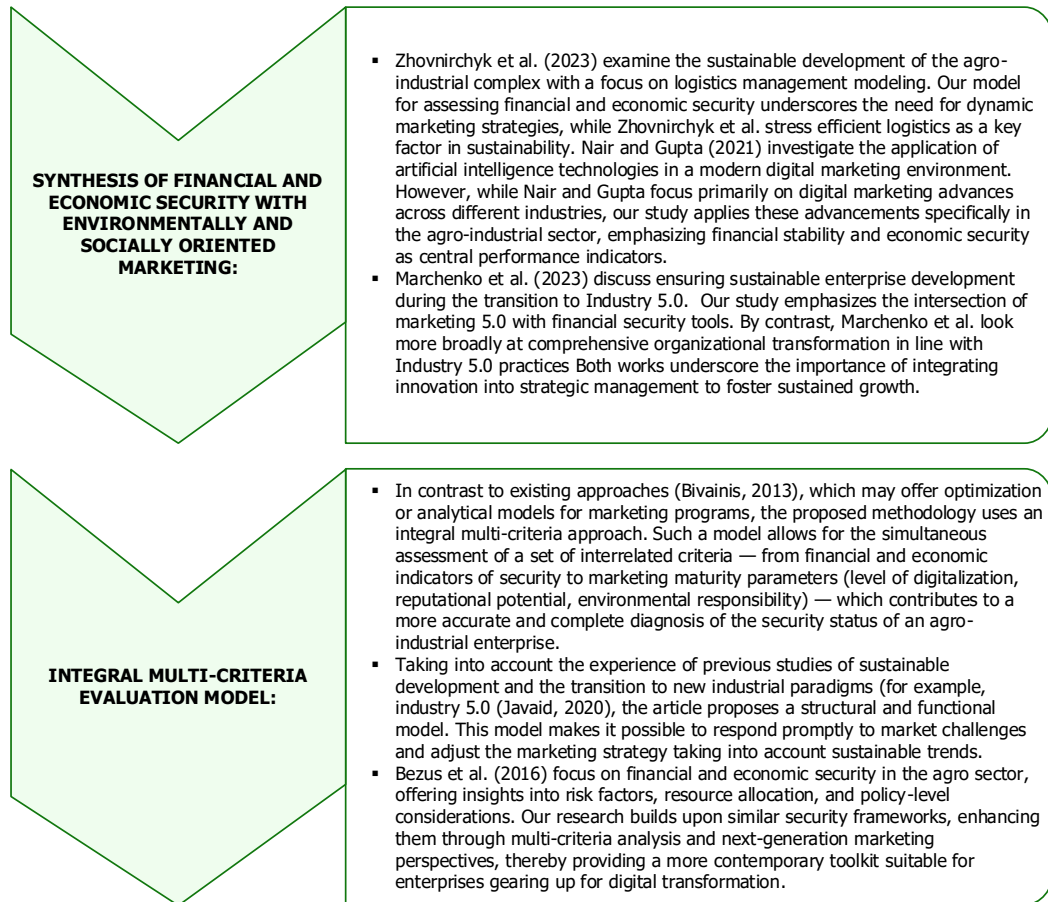 SYNTHESIS OF FINANCIAL AND
ECONOMIC SECURITY WITH
ENVIRONMENTALLY AND
SOCIALLY ORIENTED
MARKETING:
▪ Zhovnirchyk et al. (2023) examine the sustainable development of the agro-
industrial complex with a focus on logistics management modeling. Our model
for assessing financial and economic security underscores the need for dynamic
marketing strategies, while Zhovnirchyk et al. stress efficient logistics as a key
factor in sustainability. Nair and Gupta (2021) investigate the application of
artificial intelligence technologies in a modern digital marketing environment.
However, while Nair and Gupta focus primarily on digital marketing advances
across different industries, our study applies these advancements specifically in
the agro-industrial sector, emphasizing financial stability and economic security
as central performance indicators.
▪ Marchenko et al. (2023) discuss ensuring sustainable enterprise development
during the transition to Industry 5.0.  Our study emphasizes the intersection of
marketing 5.0 with financial security tools. By contrast, Marchenko et al. look
more broadly at comprehensive organizational transformation in line with
Industry 5.0 practices Both works underscore the importance of integrating
innovation into strategic management to foster sustained growth.
INTEGRAL MULTI-CRITERIA
EVALUATION MODEL:
▪ In contrast to existing approaches (Bivainis, 2013), which may offer optimization
or analytical models for marketing programs, the proposed methodology uses an
integral multi-criteria approach. Such a model allows for the simultaneous
assessment of a set of interrelated criteria — from financial and economic
indicators of security to marketing maturity parameters (level of digitalization,
reputational potential, environmental responsibility) — which contributes to a
more accurate and complete diagnosis of the security status of an agro-
industrial enterprise.
▪ Taking into account the experience of previous studies of sustainable
development and the transition to new industrial paradigms (for example,
industry 5.0 (Javaid, 2020), the article proposes a structural and functional
model. This model makes it possible to respond promptly to market challenges
and adjust the marketing strategy taking into account sustainable trends.
▪ Bezus et al. (2016) focus on financial and economic security in the agro sector,
offering insights into risk factors, resource allocation, and policy-level
considerations. Our research builds upon similar security frameworks, enhancing
them through multi-criteria analysis and next-generation marketing
perspectives, thereby providing a more contemporary toolkit suitable for
enterprises gearing up for digital transformation.